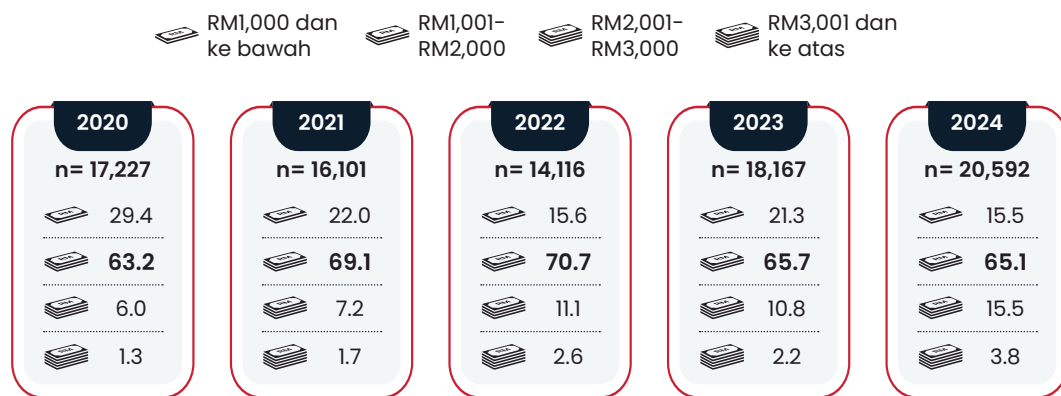 RM1,000 dan
ke bawah
RM1,001-
RM2,000
RM2,001-
RM3,000
RM3,001 dan
ke atas
2020
n= 17,227
29.4
63.2
6.0
1.3
2021
n= 16,101
22.0
69.1
7.2
1.7
2022
n= 14,116
15.6
70.7
11.1
2.6
2023
n= 18,167
21.3
65.7
10.8
2.2
2024
n= 20,592
15.5
65.1
15.5
3.8